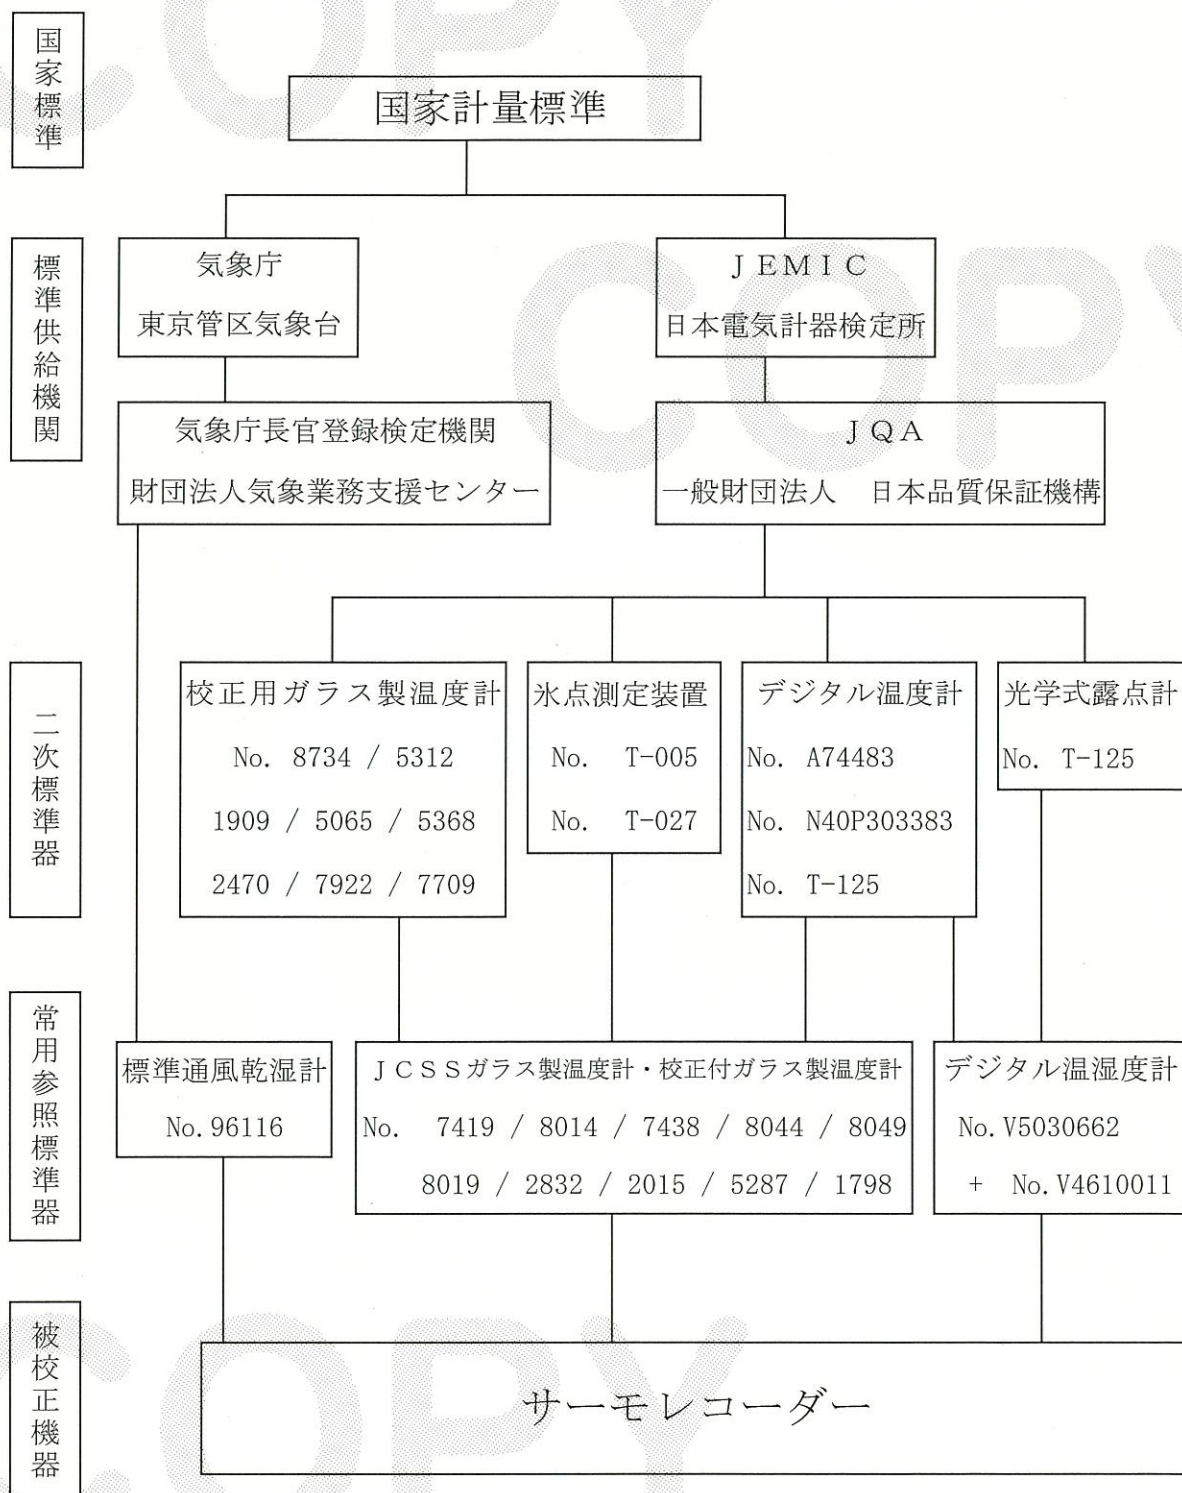 COPY
国家標準
国家計量標準
標準供給機関
気象庁
東京管区気象台
JEMIC
日本電気計器検定所
COPY
気象庁長官登録検定機関
財団法人気象業務支援センター
JQA
一般財団法人 日本品質保証機構
二次標準器
校正用ガラス製温度計
No. 8734 / 5312
1909 / 5065 / 5368
2470 / 7922 / 7709
氷点測定装置
No. T-005
No. T-027
デジタル温度計
No. A74483
No. N40P303383
No. T-125
光学式露点計
No. T-125
常用参照標準器
標準通風乾湿計
No.96116
JCSSガラス製温度計・校正付ガラス製温度計
No. 7419 / 8014 / 7438 / 8044 / 8049
8019 / 2832 / 2015 / 5287 / 1798
デジタル温湿度計
No.V5030662
+ No.V4610011
被校正機器
サーモレコーダー
COPY